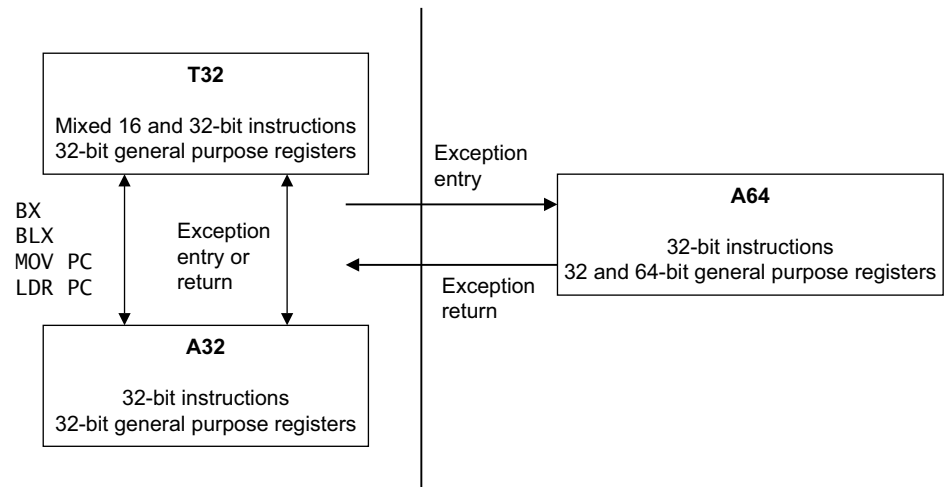 T32
Mixed 16 and 32-bit instructions
32-bit general purpose registers
BX
BLX
MOV PC
LDR PC
Exception
entry or
return
A32
32-bit instructions
32-bit general purpose registers
Exception
entry
Exception
return
A64
32-bit instructions
32 and 64-bit general purpose registers